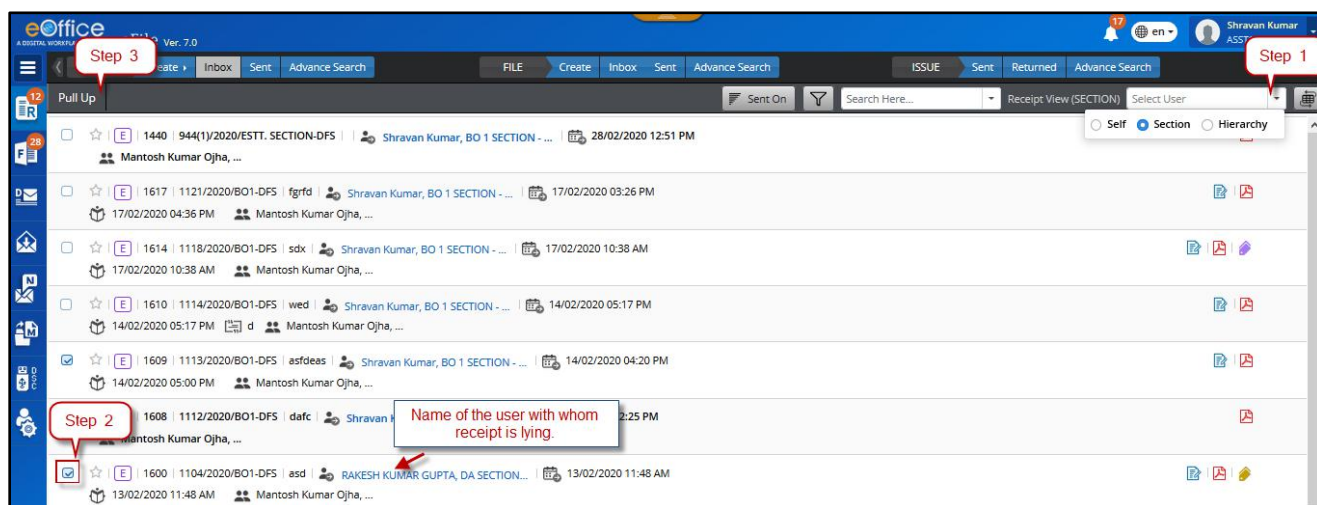 eOffice
A DIGITAL
File Ver. 7.0
17
en
Shravan Kumar
Step 3
Step 1
Inbox Sent Advance Search FILE Create Inbox Sent Advance Search ISSUE Sent Returned Advance Search
12
R
Pull Up Sent On Search Here... Receipt View (SECTION) Select User
Self Section Hierarchy
E 1440 944(1)/2020/ESTT. SECTION-DFS Shravan Kumar, BO 1 SECTION - ... 28/02/2020 12:51 PM
Mantosh Kumar Ojha, ...
28
F
E 1617 1121/2020/BO1-DFS fgrfd Shravan Kumar, BO 1 SECTION - ... 17/02/2020 03:26 PM
17/02/2020 04:36 PM Mantosh Kumar Ojha, ...
D
E 1614 1118/2020/BO1-DFS sdx Shravan Kumar, BO 1 SECTION - ... 17/02/2020 10:38 AM
17/02/2020 10:38 AM Mantosh Kumar Ojha, ...
N
E 1610 1114/2020/BO1-DFS wed Shravan Kumar, BO 1 SECTION - ... 14/02/2020 05:17 PM
14/02/2020 05:17 PM d Mantosh Kumar Ojha, ...
M
E 1609 1113/2020/BO1-DFS asfdeas Shravan Kumar, BO 1 SECTION - ... 14/02/2020 04:20 PM
14/02/2020 05:00 PM Mantosh Kumar Ojha, ...
DSC
Step 2
1608 1112/2020/BO1-DFS dafc Shravan 2:25 PM
Mantosh Kumar Ojha, ...
Name of the user with whom
receipt is lying.
E 1600 1104/2020/BO1-DFS asd RAKESH KUMAR GUPTA, DA SECTION... 13/02/2020 11:48 AM
13/02/2020 11:48 AM Mantosh Kumar Ojha, ...